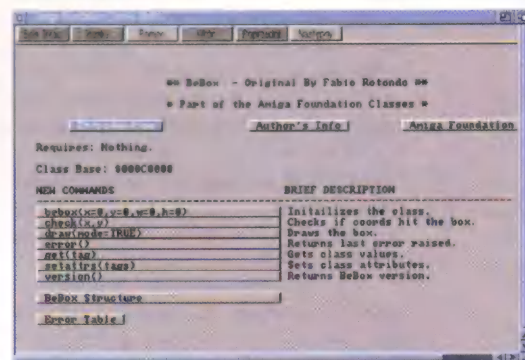 ** BeBox - Original By Fabio Rotondo **
* Part of the Amiga Foundation Classes *
Author's Info Amiga Foundation
Requires: Nothing.
Class Base: $000C0000
NEW COMMANDS BRIEF DESCRIPTION
bebox(x=0,y=0,w=0,h=0) Initailizes the class.
check(x,y) Checks if coords hit the box.
draw(mode=TRUE) Draws the box.
error() Returns last error raised.
get(tag) Gets class values.
setattrs(tags) Sets class attributes.
version() Returns BeBox version.
BeBox Structure
Error Table